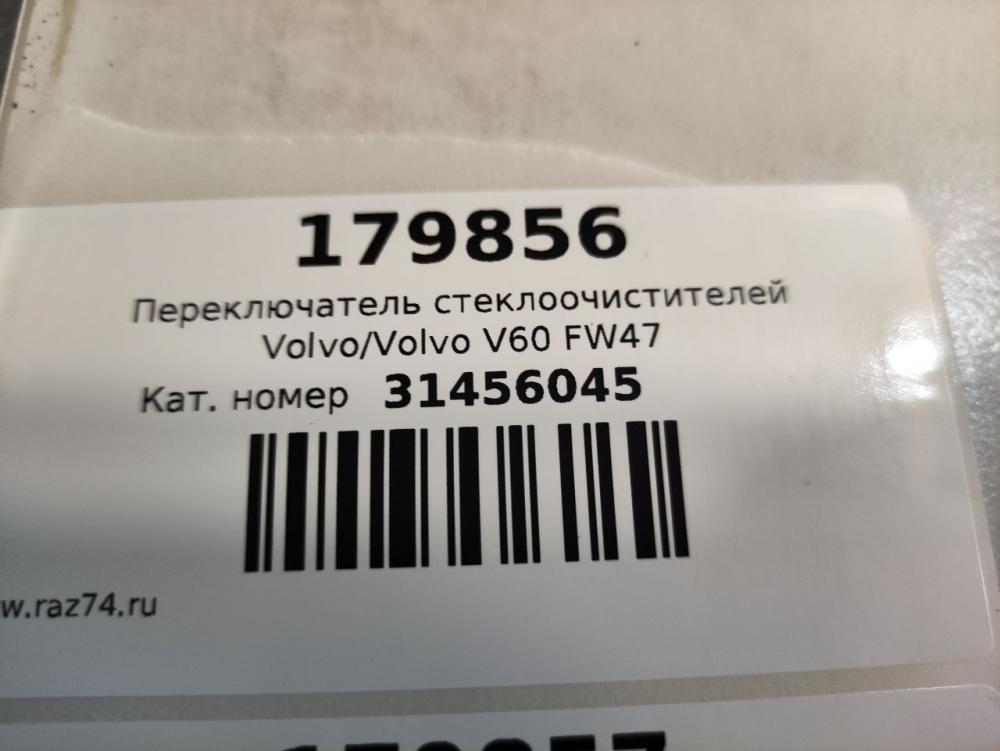 179856
Переключатель стеклоочистителей
Volvo/Volvo V60 FW47
Кат. номер 31456045
w.raz74.ru